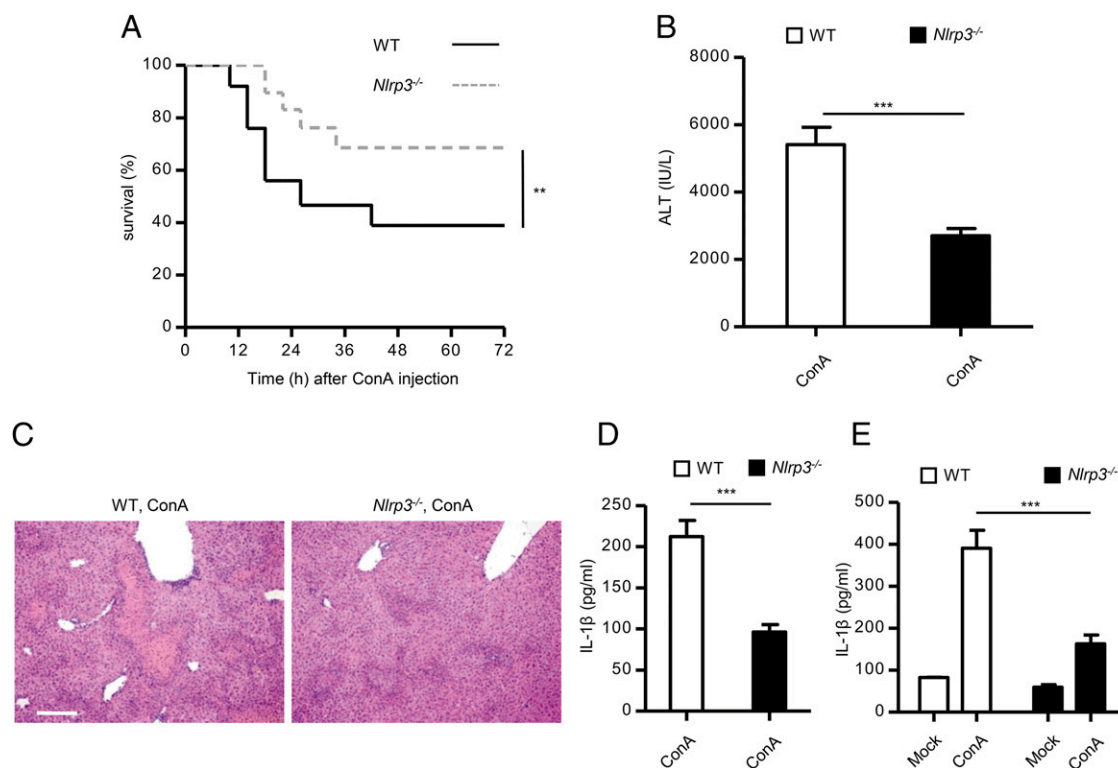 A
WT
Nlrp3-/-
100
80
60
40
20
0
survival (%)
**
0 12 24 36 48 60 72
Time (h) after ConA injection
B
WT Nlrp3-/-
8000
6000
4000
2000
0
ALT (IU/L)
***
ConA ConA
C
WT, ConA Nlrp3-/-, ConA
D
WT Nlrp3-/-
250
200
150
100
50
0
IL-1β (pg/ml)
***
ConA ConA
E
WT Nlrp3-/-
500
400
300
200
100
0
IL-1β (pg/ml)
***
Mock ConA Mock ConA